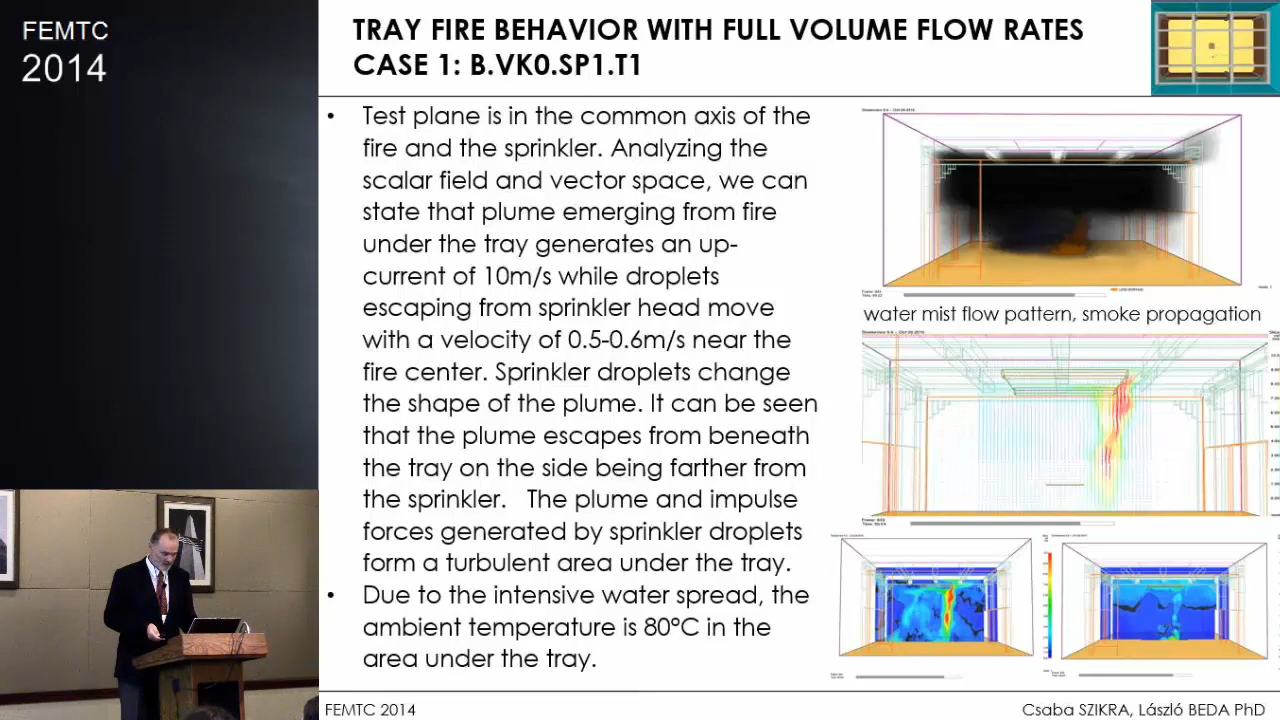 FEMTC
2014
TRAY FIRE BEHAVIOR WITH FULL VOLUME FLOW RATES
CASE 1: B.VK0.SP1.T1
• Test plane is in the common axis of the
fire and the sprinkler. Analyzing the
scalar field and vector space, we can
state that plume emerging from fire
under the tray generates an up-
current of 10m/s while droplets
escaping from sprinkler head move
with a velocity of 0.5-0.6m/s near the
fire center. Sprinkler droplets change
the shape of the plume. It can be seen
that the plume escapes from beneath
the tray on the side being farther from
the sprinkler. The plume and impulse
forces generated by sprinkler droplets
form a turbulent area under the tray.
• Due to the intensive water spread, the
ambient temperature is 80°C in the
area under the tray.
water mist flow pattern, smoke propagation
FEMTC 2014
Csaba SZIKRA, László BEDA PhD